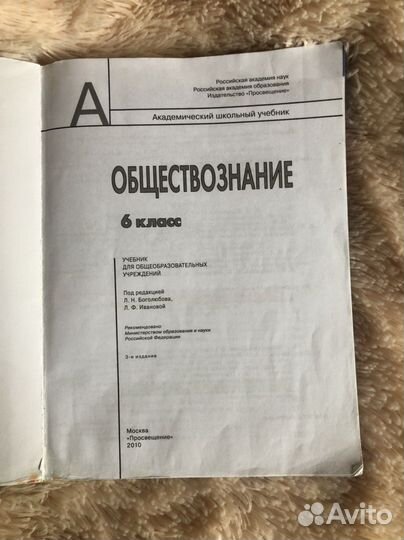 Российская академия наук
Российская академия образования
Издательство «Просвещение»
А
Академический школьный учебник
ОБЩЕСТВОЗНАНИЕ
6 класс
УЧЕБНИК
ДЛЯ ОБЩЕОБРАЗОВАТЕЛЬНЫХ
УЧРЕЖДЕНИЙ
Под редакцией
Л. Н. Боголюбова,
Л. Ф. Ивановой
Рекомендовано
Министерством образования и науки
Российской Федерации
3-е издание
Москва
«Просвещение»
2010
Avito